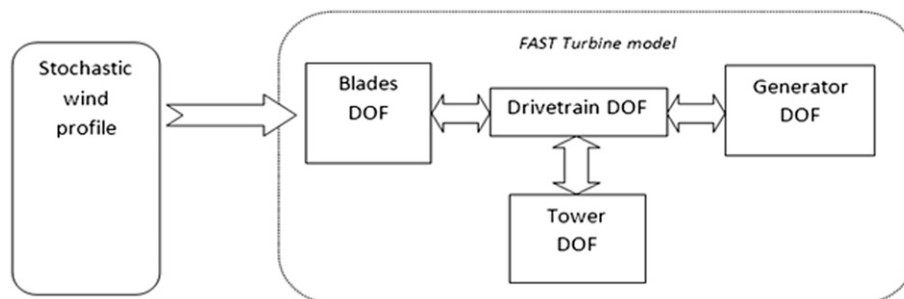 Stochastic
wind
profile
FAST Turbine model
Blades
DOF
Drivetrain DOF
Generator
DOF
Tower
DOF